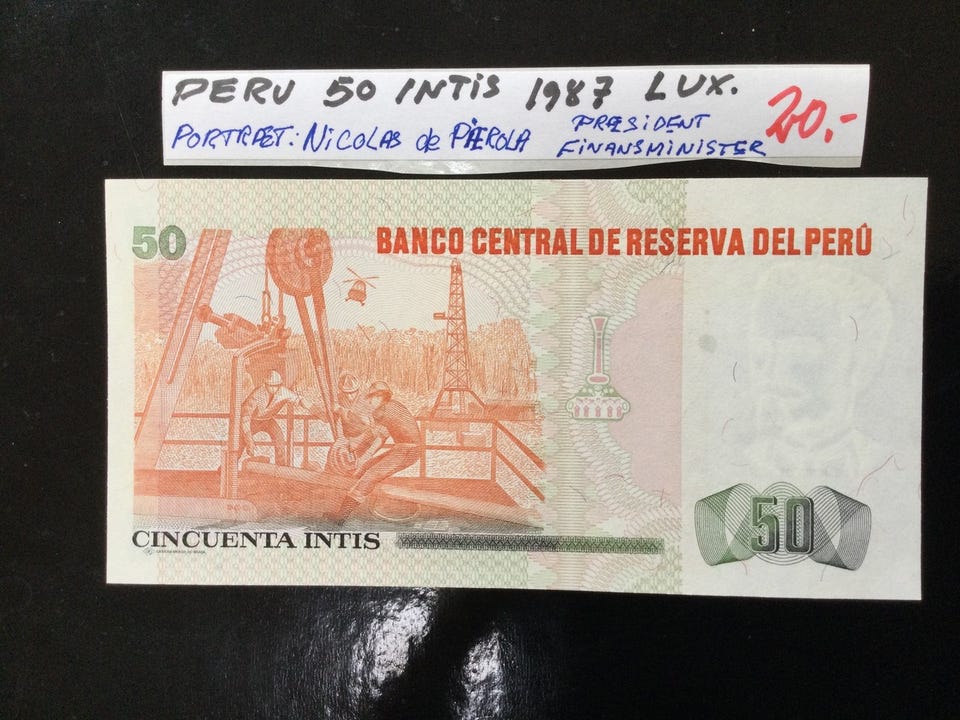 PERU 50 INTIS 1987 LUX.
PORTRÆT: NICOLAS de PIÉROLA PRÆSIDENT FINANSMINISTER
20.-
50
BANCO CENTRAL DE RESERVA DEL PERÚ
CINCUENTA INTIS
50